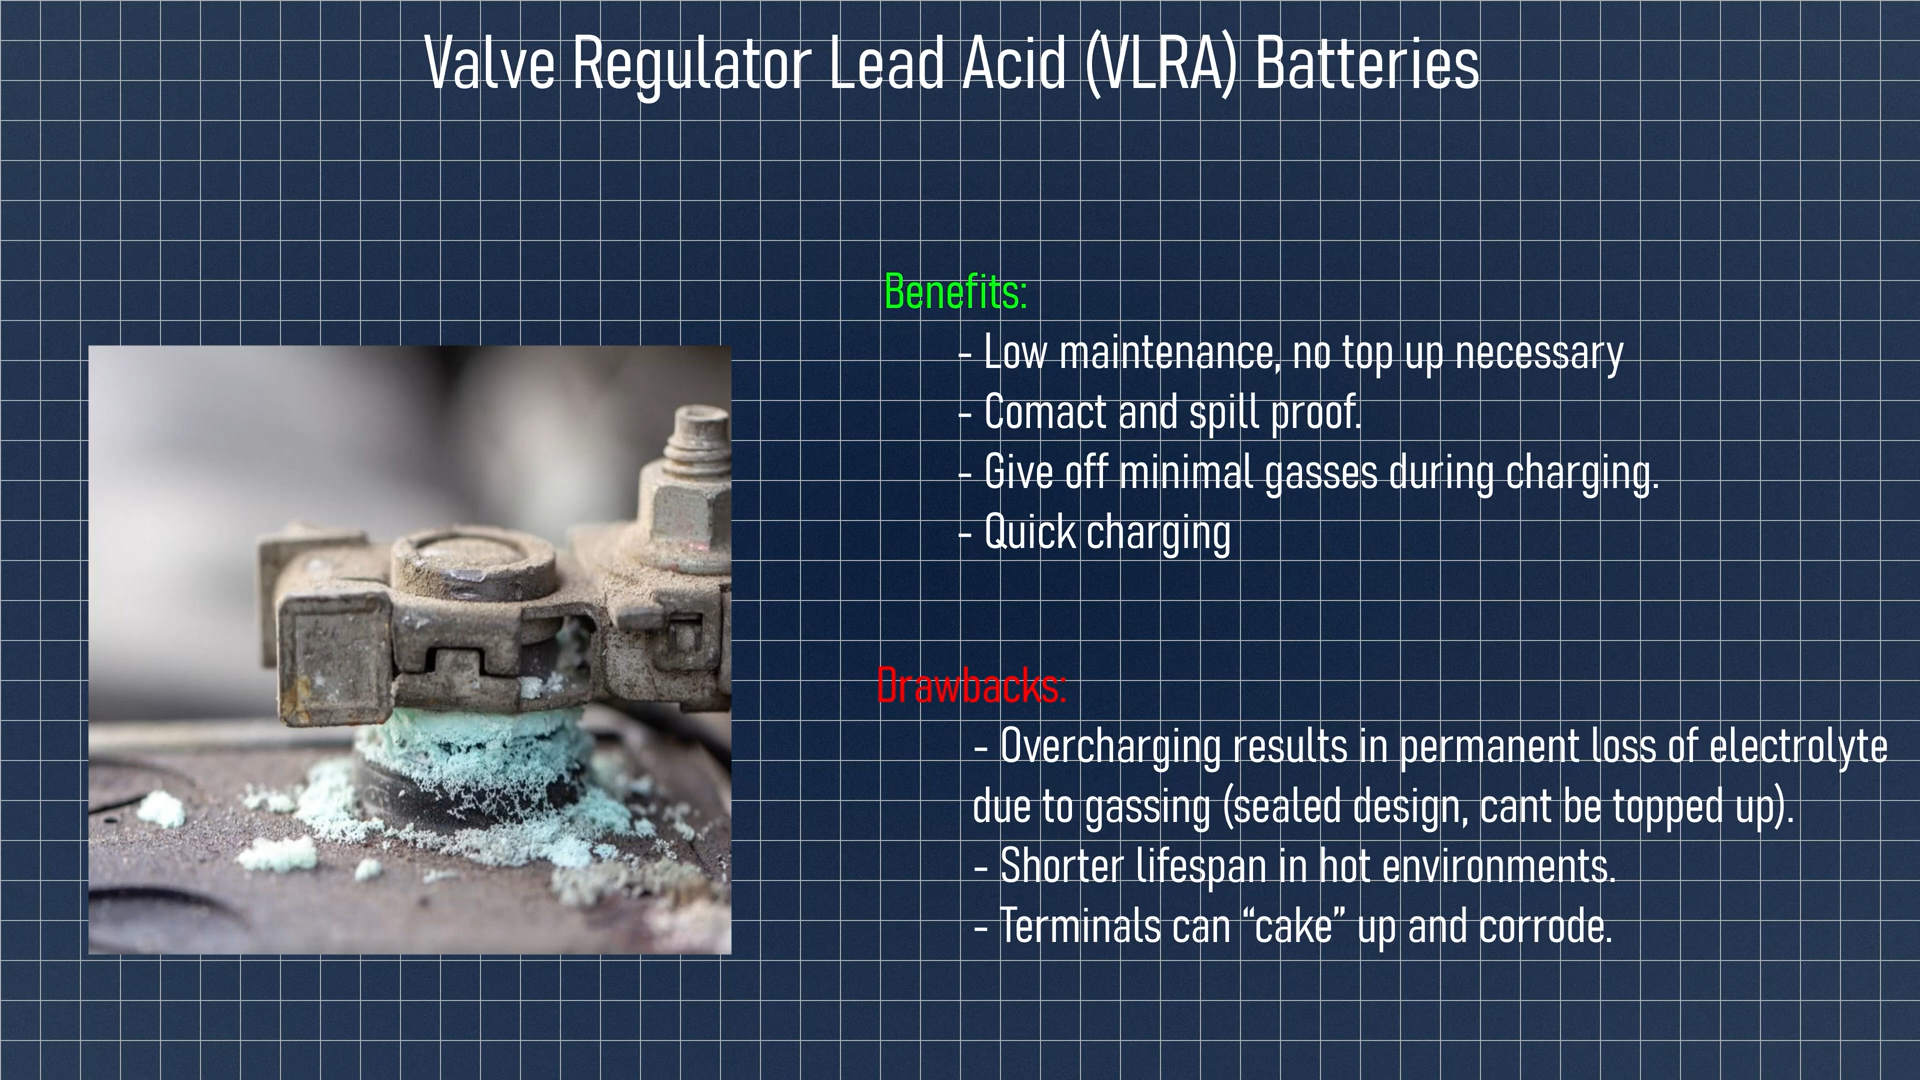 Valve Regulator Lead Acid (VLRA) Batteries
Benefits:
- Low maintenance, no top up necessary
- Comact and spill proof.
- Give off minimal gasses during charging.
- Quick charging
Drawbacks:
- Overcharging results in permanent loss of electrolyte
due to gassing (sealed design, cant be topped up).
- Shorter lifespan in hot environments.
- Terminals can “cake” up and corrode.